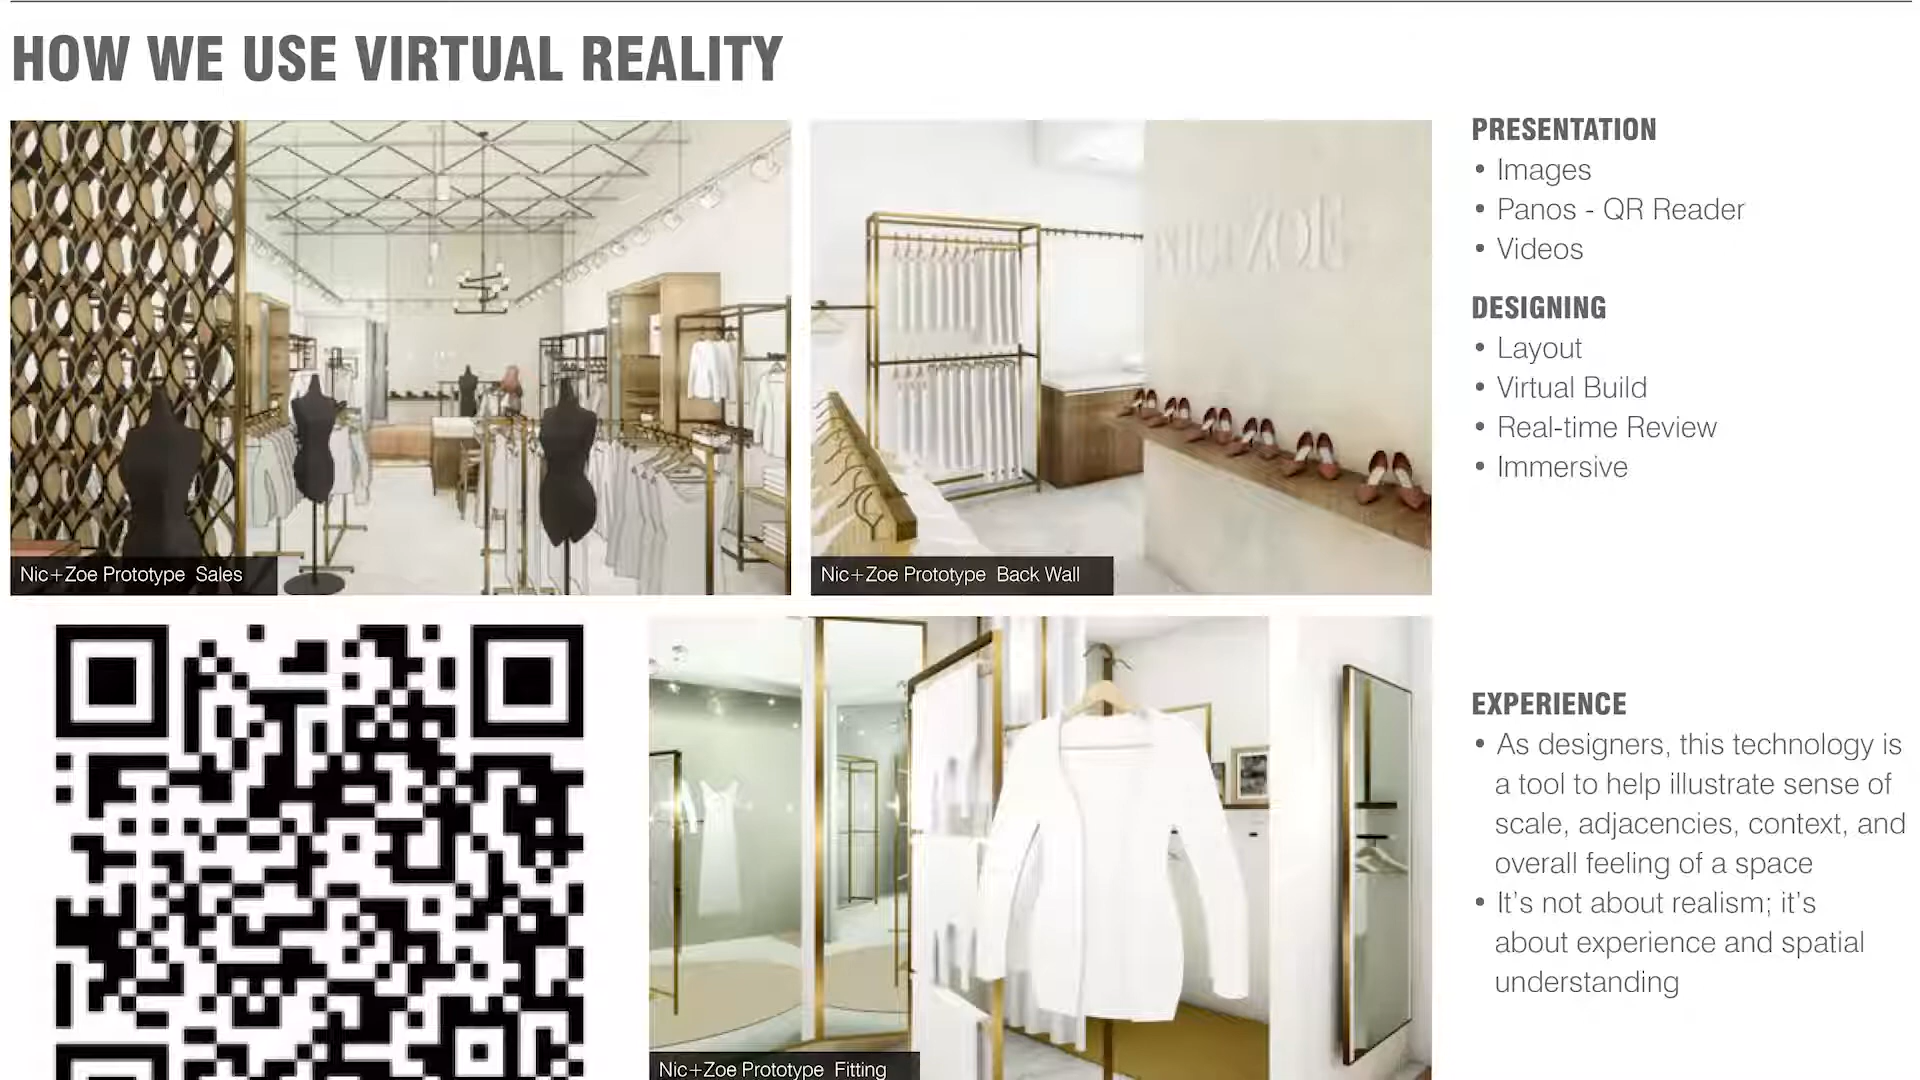 HOW WE USE VIRTUAL REALITY
PRESENTATION
• Images
• Panos - QR Reader
• Videos
DESIGNING
• Layout
• Virtual Build
• Real-time Review
• Immersive
NIC+ZOE
Nic+Zoe Prototype Sales
Nic+Zoe Prototype Back Wall
EXPERIENCE
• As designers, this technology is
a tool to help illustrate sense of
scale, adjacencies, context, and
overall feeling of a space
• It's not about realism; it's
about experience and spatial
understanding
Nic+Zoe Prototype Fitting